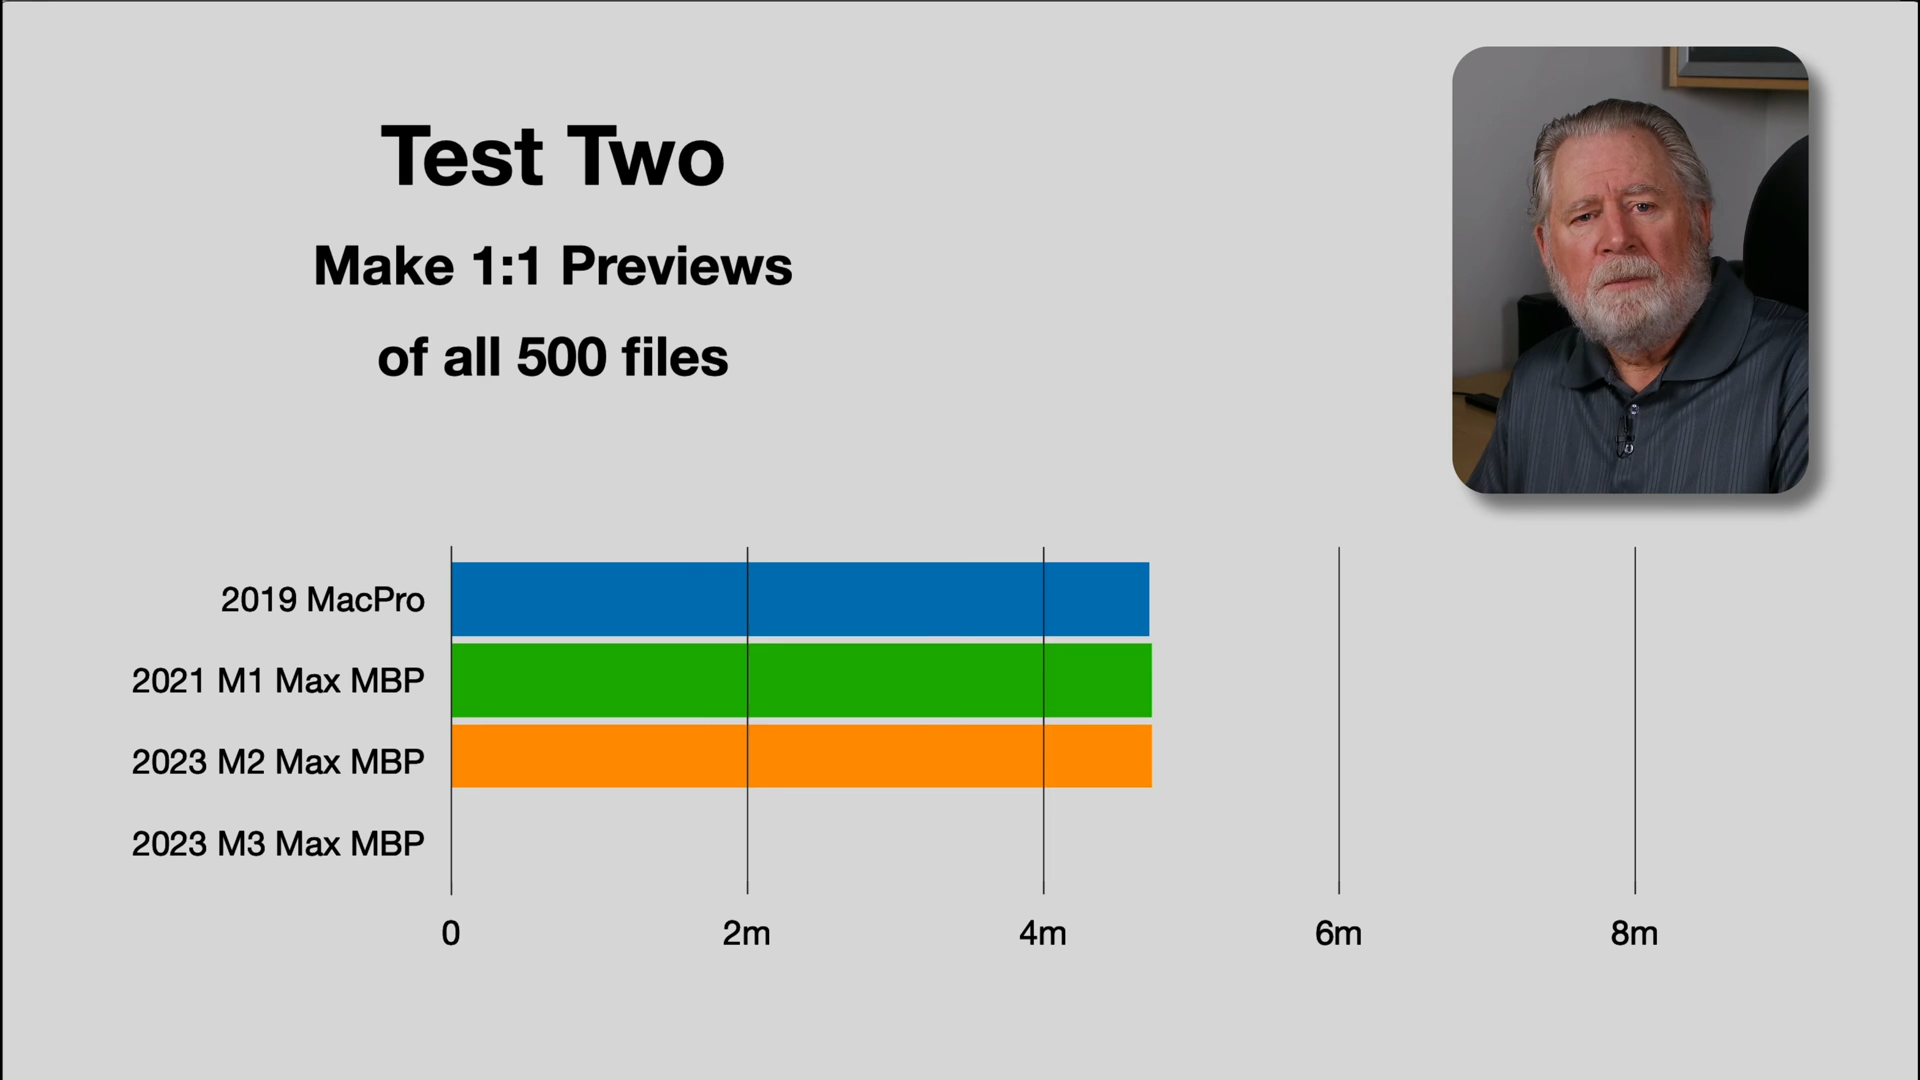 Test Two
Make 1:1 Previews
of all 500 files
2019 MacPro
2021 M1 Max MBP
2023 M2 Max MBP
2023 M3 Max MBP
0 2m 4m 6m 8m